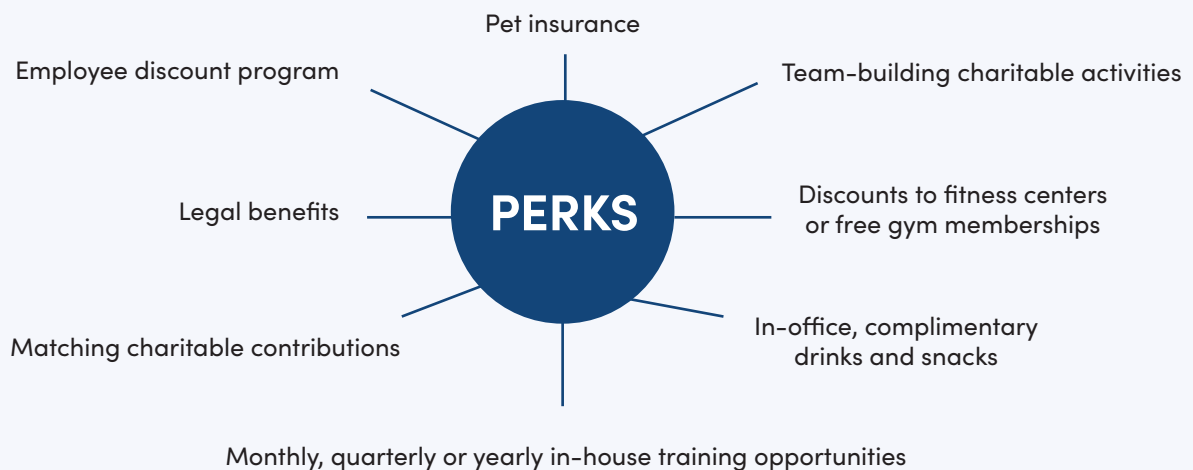 Pet insurance
Employee discount program
Team-building charitable activities
Legal benefits
PERKS
Discounts to fitness centers
or free gym memberships
Matching charitable contributions
In-office, complimentary
drinks and snacks
Monthly, quarterly or yearly in-house training opportunities